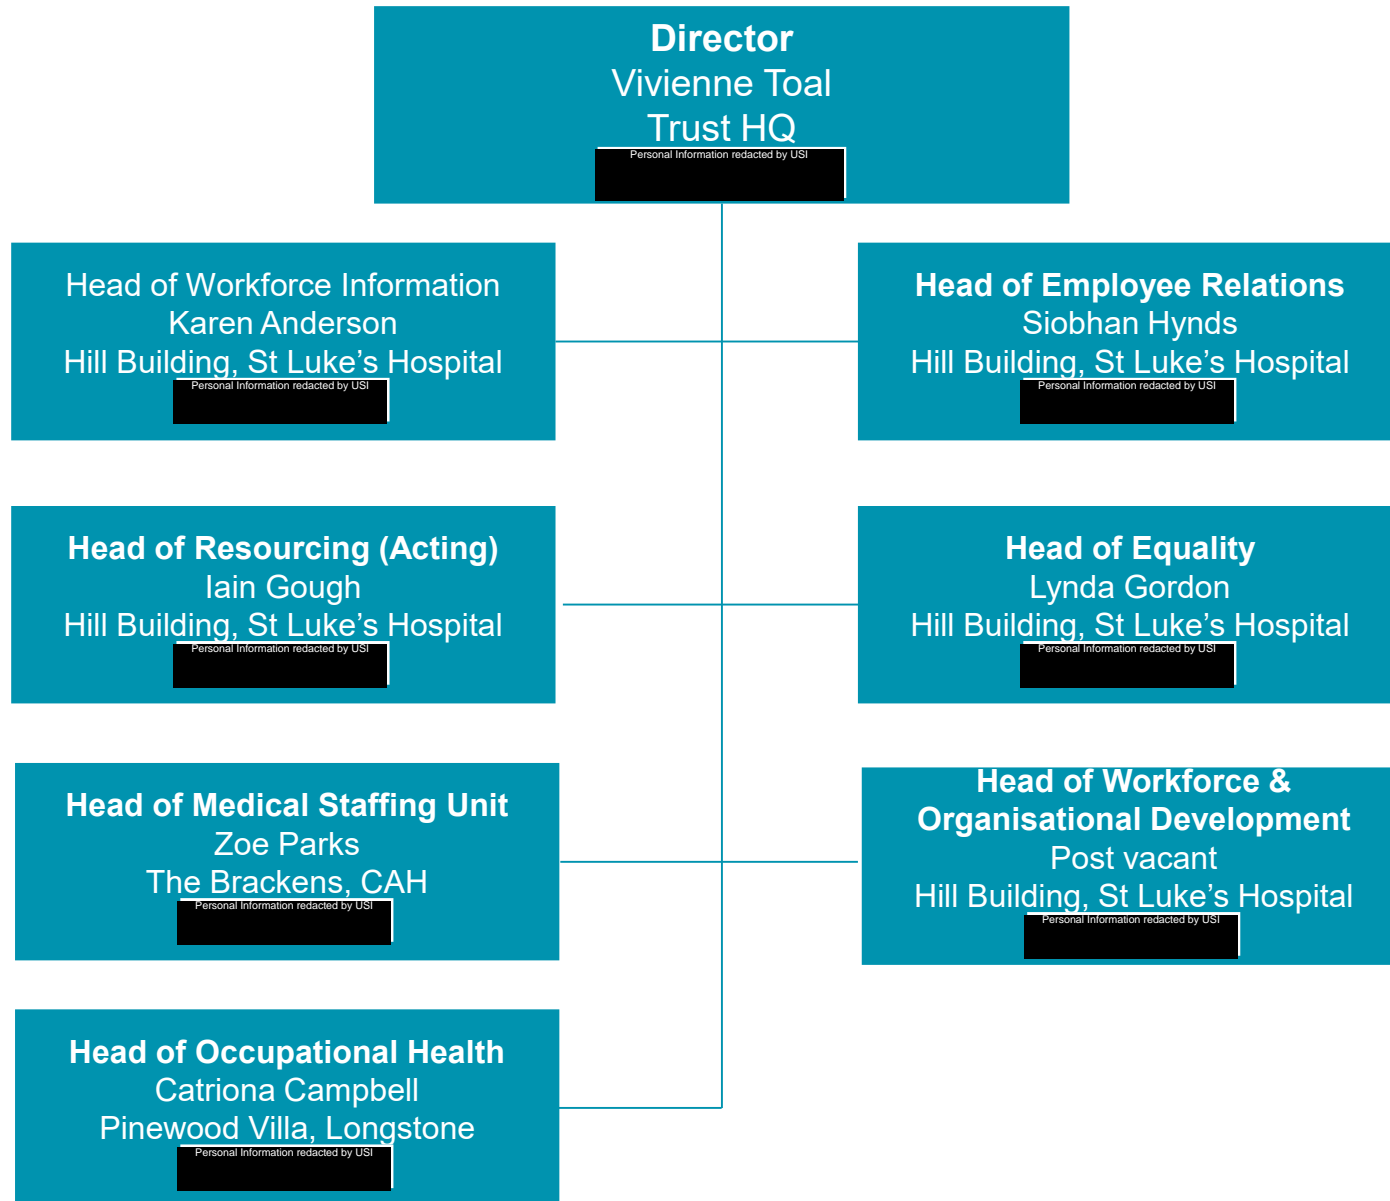 Director
Vivienne Toal
Trust HQ
Personal Information redacted by USI
Head of Workforce Information
Karen Anderson
Hill Building, St Luke’s Hospital
Personal Information redacted by USI
Head of Employee Relations
Siobhan Hynds
Hill Building, St Luke’s Hospital
Personal Information redacted by USI
Head of Resourcing (Acting)
Iain Gough
Hill Building, St Luke’s Hospital
Personal Information redacted by USI
Head of Equality
Lynda Gordon
Hill Building, St Luke’s Hospital
Personal Information redacted by USI
Head of Medical Staffing Unit
Zoe Parks
The Brackens, CAH
Personal Information redacted by USI
Head of Workforce &
Organisational Development
Post vacant
Hill Building, St Luke’s Hospital
Personal Information redacted by USI
Head of Occupational Health
Catriona Campbell
Pinewood Villa, Longstone
Personal Information redacted by USI